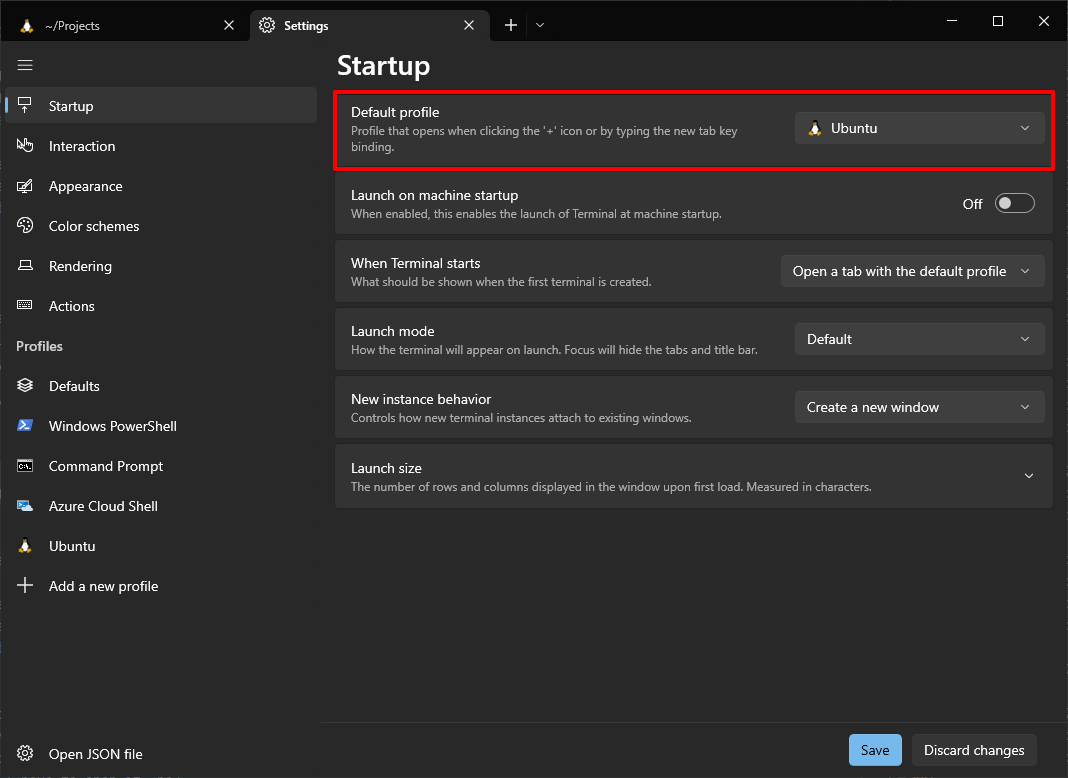 ~/Projects
Settings
Startup
Interaction
Appearance
Color schemes
Rendering
Actions
Profiles
Defaults
Windows PowerShell
Command Prompt
Azure Cloud Shell
Ubuntu
Add a new profile
Open JSON file
Startup
Default profile
Profile that opens when clicking the '+' icon or by typing the new tab key
binding.
Ubuntu
Launch on machine startup
When enabled, this enables the launch of Terminal at machine startup.
Off
When Terminal starts
What should be shown when the first terminal is created.
Open a tab with the default profile
Launch mode
How the terminal will appear on launch. Focus will hide the tabs and title bar.
Default
New instance behavior
Controls how new terminal instances attach to existing windows.
Create a new window
Launch size
The number of rows and columns displayed in the window upon first load. Measured in characters.
Save
Discard changes